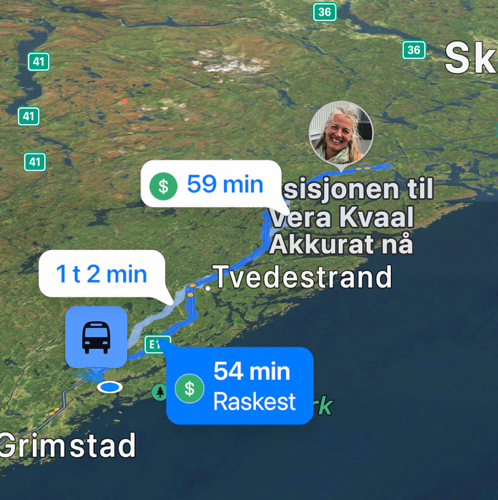 36
36
Sk
41
41
41
$ 59 min
sisjonen til
Vera Kvaal
Akkurat nå
1 t 2 min
.Tvedestrand
E1
$ 54 min
Raskest
rk
Grimstad